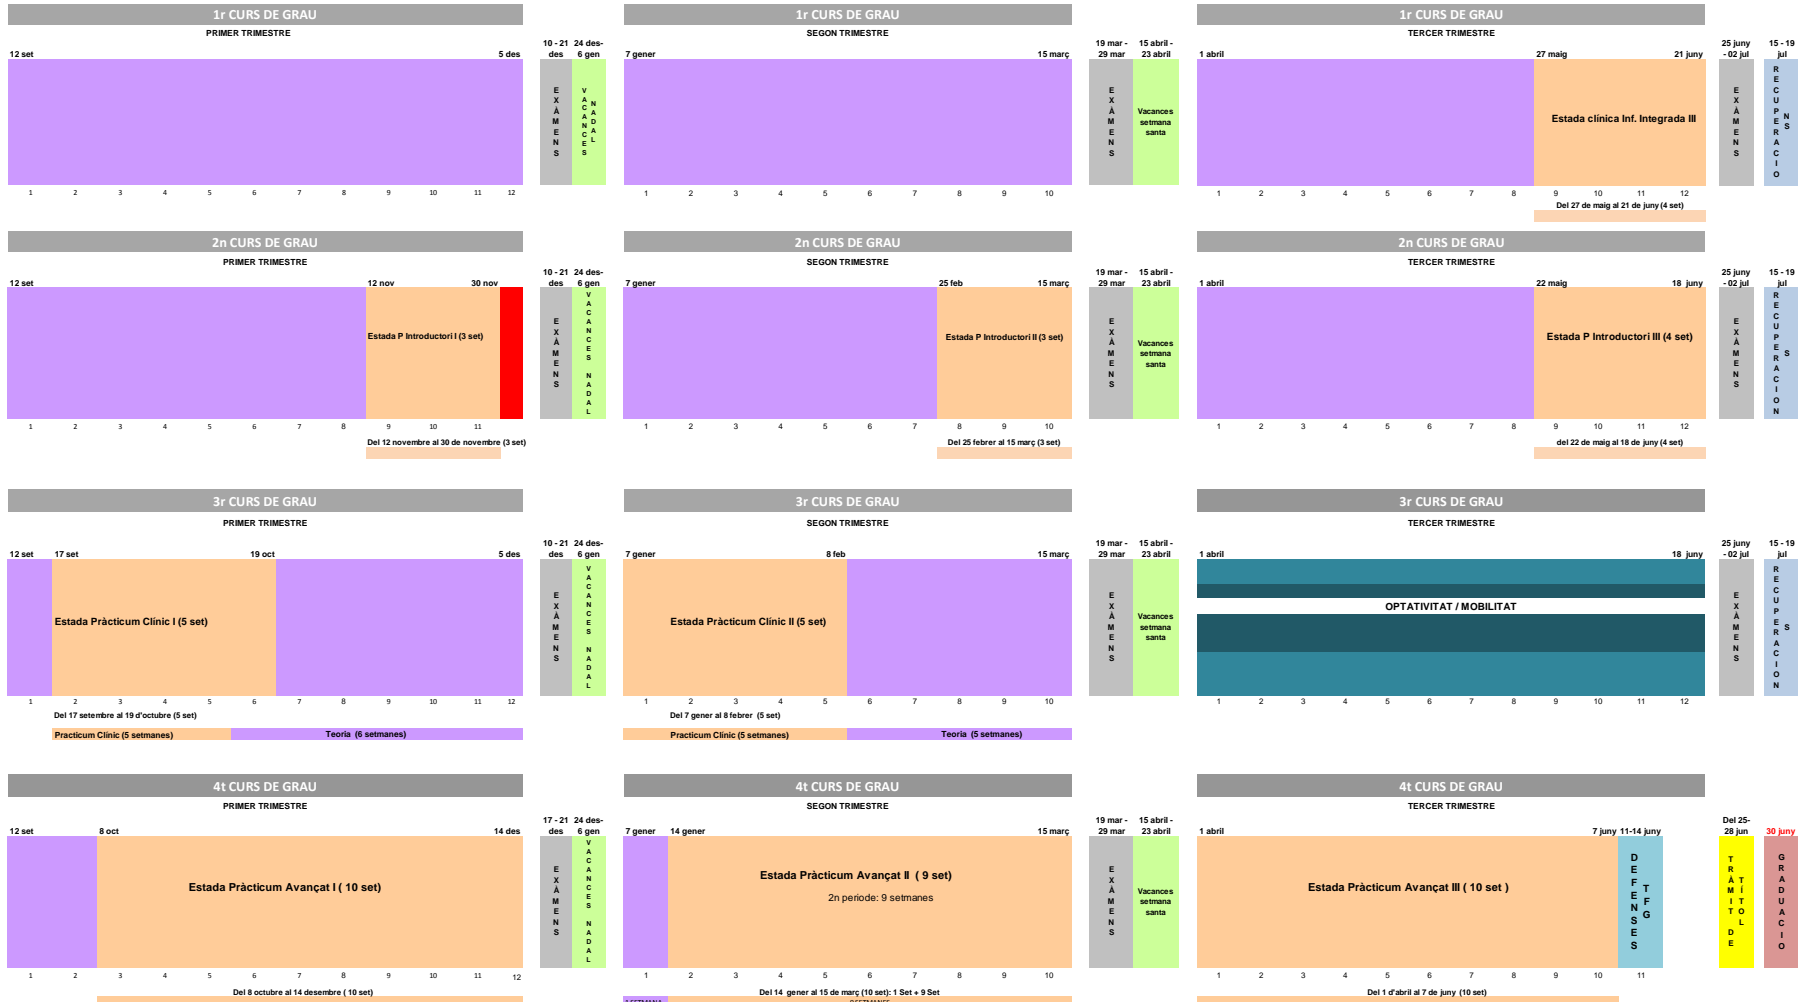 1r CURS DE GRAU
PRIMER TRIMESTRE
12 set 5 des
10 - 21 des
24 des- 6 gen
EXÀMENS
VACANCES NADAL
1 2 3 4 5 6 7 8 9 10 11 12
1r CURS DE GRAU
SEGON TRIMESTRE
7 gener 15 març
19 mar - 29 mar
15 abril - 23 abril
EXÀMENS
Vacances
setmana
santa
1 2 3 4 5 6 7 8 9 10
1r CURS DE GRAU
TERCER TRIMESTRE
1 abril 27 maig 21 juny
25 juny - 02 jul
15 - 19 jul
Estada clínica Inf. Integrada III
EXÀMENS
RECUPERACIONS
1 2 3 4 5 6 7 8 9 10 11 12
Del 27 de maig al 21 de juny (4 set)
2n CURS DE GRAU
PRIMER TRIMESTRE
12 set 12 nov 30 nov
10 - 21 des
24 des- 6 gen
Estada P Introductori I (3 set)
EXÀMENS
VACANCES NADAL
1 2 3 4 5 6 7 8 9 10 11
Del 12 novembre al 30 de novembre (3 set)
2n CURS DE GRAU
SEGON TRIMESTRE
7 gener 25 feb 15 març
19 mar - 29 mar
15 abril - 23 abril
Estada P Introductori II (3 set)
EXÀMENS
Vacances
setmana
santa
1 2 3 4 5 6 7 8 9 10
Del 25 febrer al 15 març (3 set)
2n CURS DE GRAU
TERCER TRIMESTRE
1 abril 22 maig 18 juny
25 juny - 02 jul
15 - 19 jul
Estada P Introductori III (4 set)
EXÀMENS
RECUPERACIONS
1 2 3 4 5 6 7 8 9 10 11 12
del 22 de maig al 18 de juny (4 set)
3r CURS DE GRAU
PRIMER TRIMESTRE
12 set 17 set 19 oct 5 des
10 - 21 des
24 des- 6 gen
Estada Pràcticum Clínic I (5 set)
EXÀMENS
VACANCES NADAL
1 2 3 4 5 6 7 8 9 10 11 12
Del 17 setembre al 19 d'octubre (5 set)
Practicum Clínic (5 setmanes) Teoria (6 setmanes)
3r CURS DE GRAU
SEGON TRIMESTRE
7 gener 8 feb 15 març
19 mar - 29 mar
15 abril - 23 abril
Estada Pràcticum Clínic II (5 set)
EXÀMENS
Vacances
setmana
santa
1 2 3 4 5 6 7 8 9 10
Del 7 gener al 8 febrer (5 set)
Practicum Clínic (5 setmanes) Teoria (5 setmanes)
3r CURS DE GRAU
TERCER TRIMESTRE
1 abril 18 juny
25 juny - 02 jul
15 - 19 jul
OPTATIVITAT / MOBILITAT
EXÀMENS
RECUPERACIONS
1 2 3 4 5 6 7 8 9 10 11 12
4t CURS DE GRAU
PRIMER TRIMESTRE
12 set 8 oct 14 des
17 - 21 des
24 des- 6 gen
Estada Pràcticum Avançat I ( 10 set)
EXÀMENS
VACANCES NADAL
1 2 3 4 5 6 7 8 9 10 11 12
Del 8 octubre al 14 desembre ( 10 set)
4t CURS DE GRAU
SEGON TRIMESTRE
7 gener 14 gener 15 març
19 mar - 29 mar
15 abril - 23 abril
Estada Pràcticum Avançat II ( 9 set)
2n periode: 9 setmanes
EXÀMENS
Vacances
setmana
santa
1 2 3 4 5 6 7 8 9 10
Del 14 gener al 15 de març (10 set): 1 Set + 9 Set
4t CURS DE GRAU
TERCER TRIMESTRE
1 abril 7 juny 11-14 juny
Del 25- 28 jun
30 juny
Estada Pràcticum Avançat III ( 10 set )
DEFENSES TFG
TRÀMIT DE TÍTOL
GRADUACIO
1 2 3 4 5 6 7 8 9 10 11
Del 1 d'abril al 7 de juny (10 set)